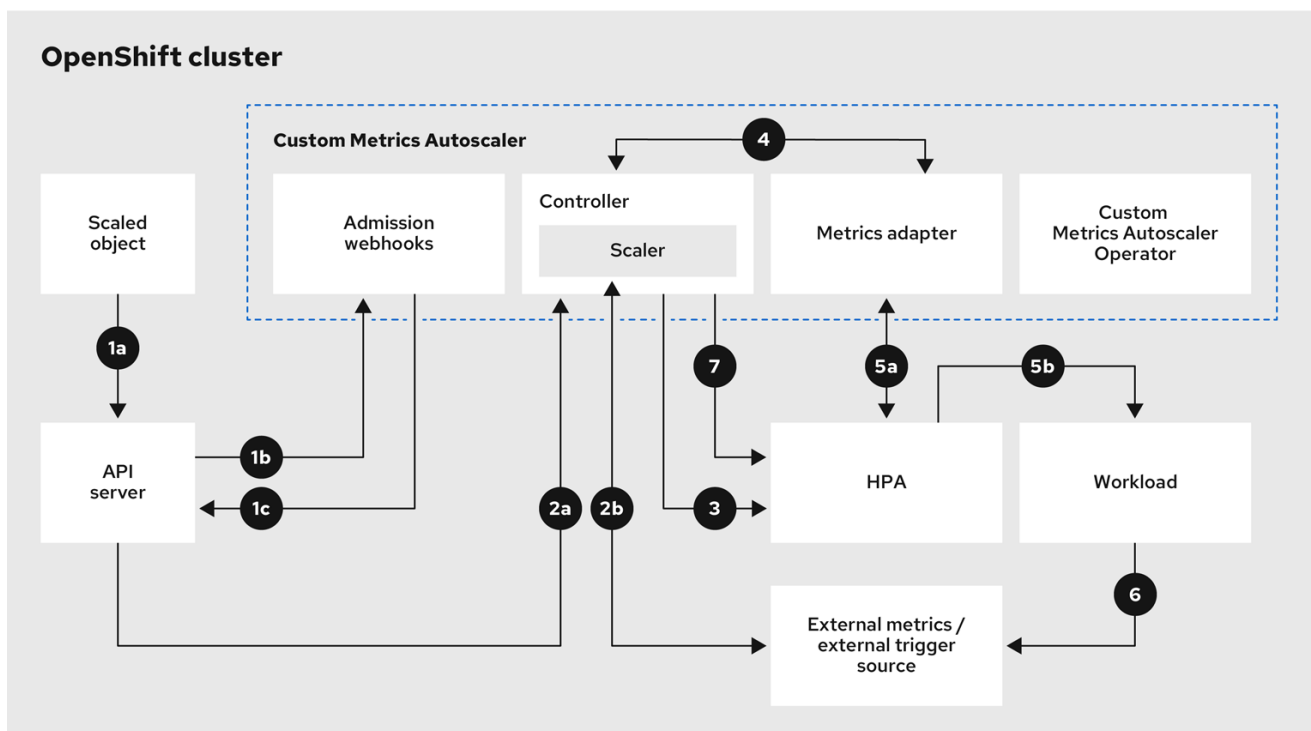 OpenShift cluster
Custom Metrics Autoscaler
4
Scaled
object
Admission
webhooks
Controller
Scaler
Metrics adapter
Custom
Metrics Autoscaler
Operator
1a
7
5a
5b
API
server
1b
1c
2a
2b
3
HPA
Workload
6
External metrics /
external trigger
source